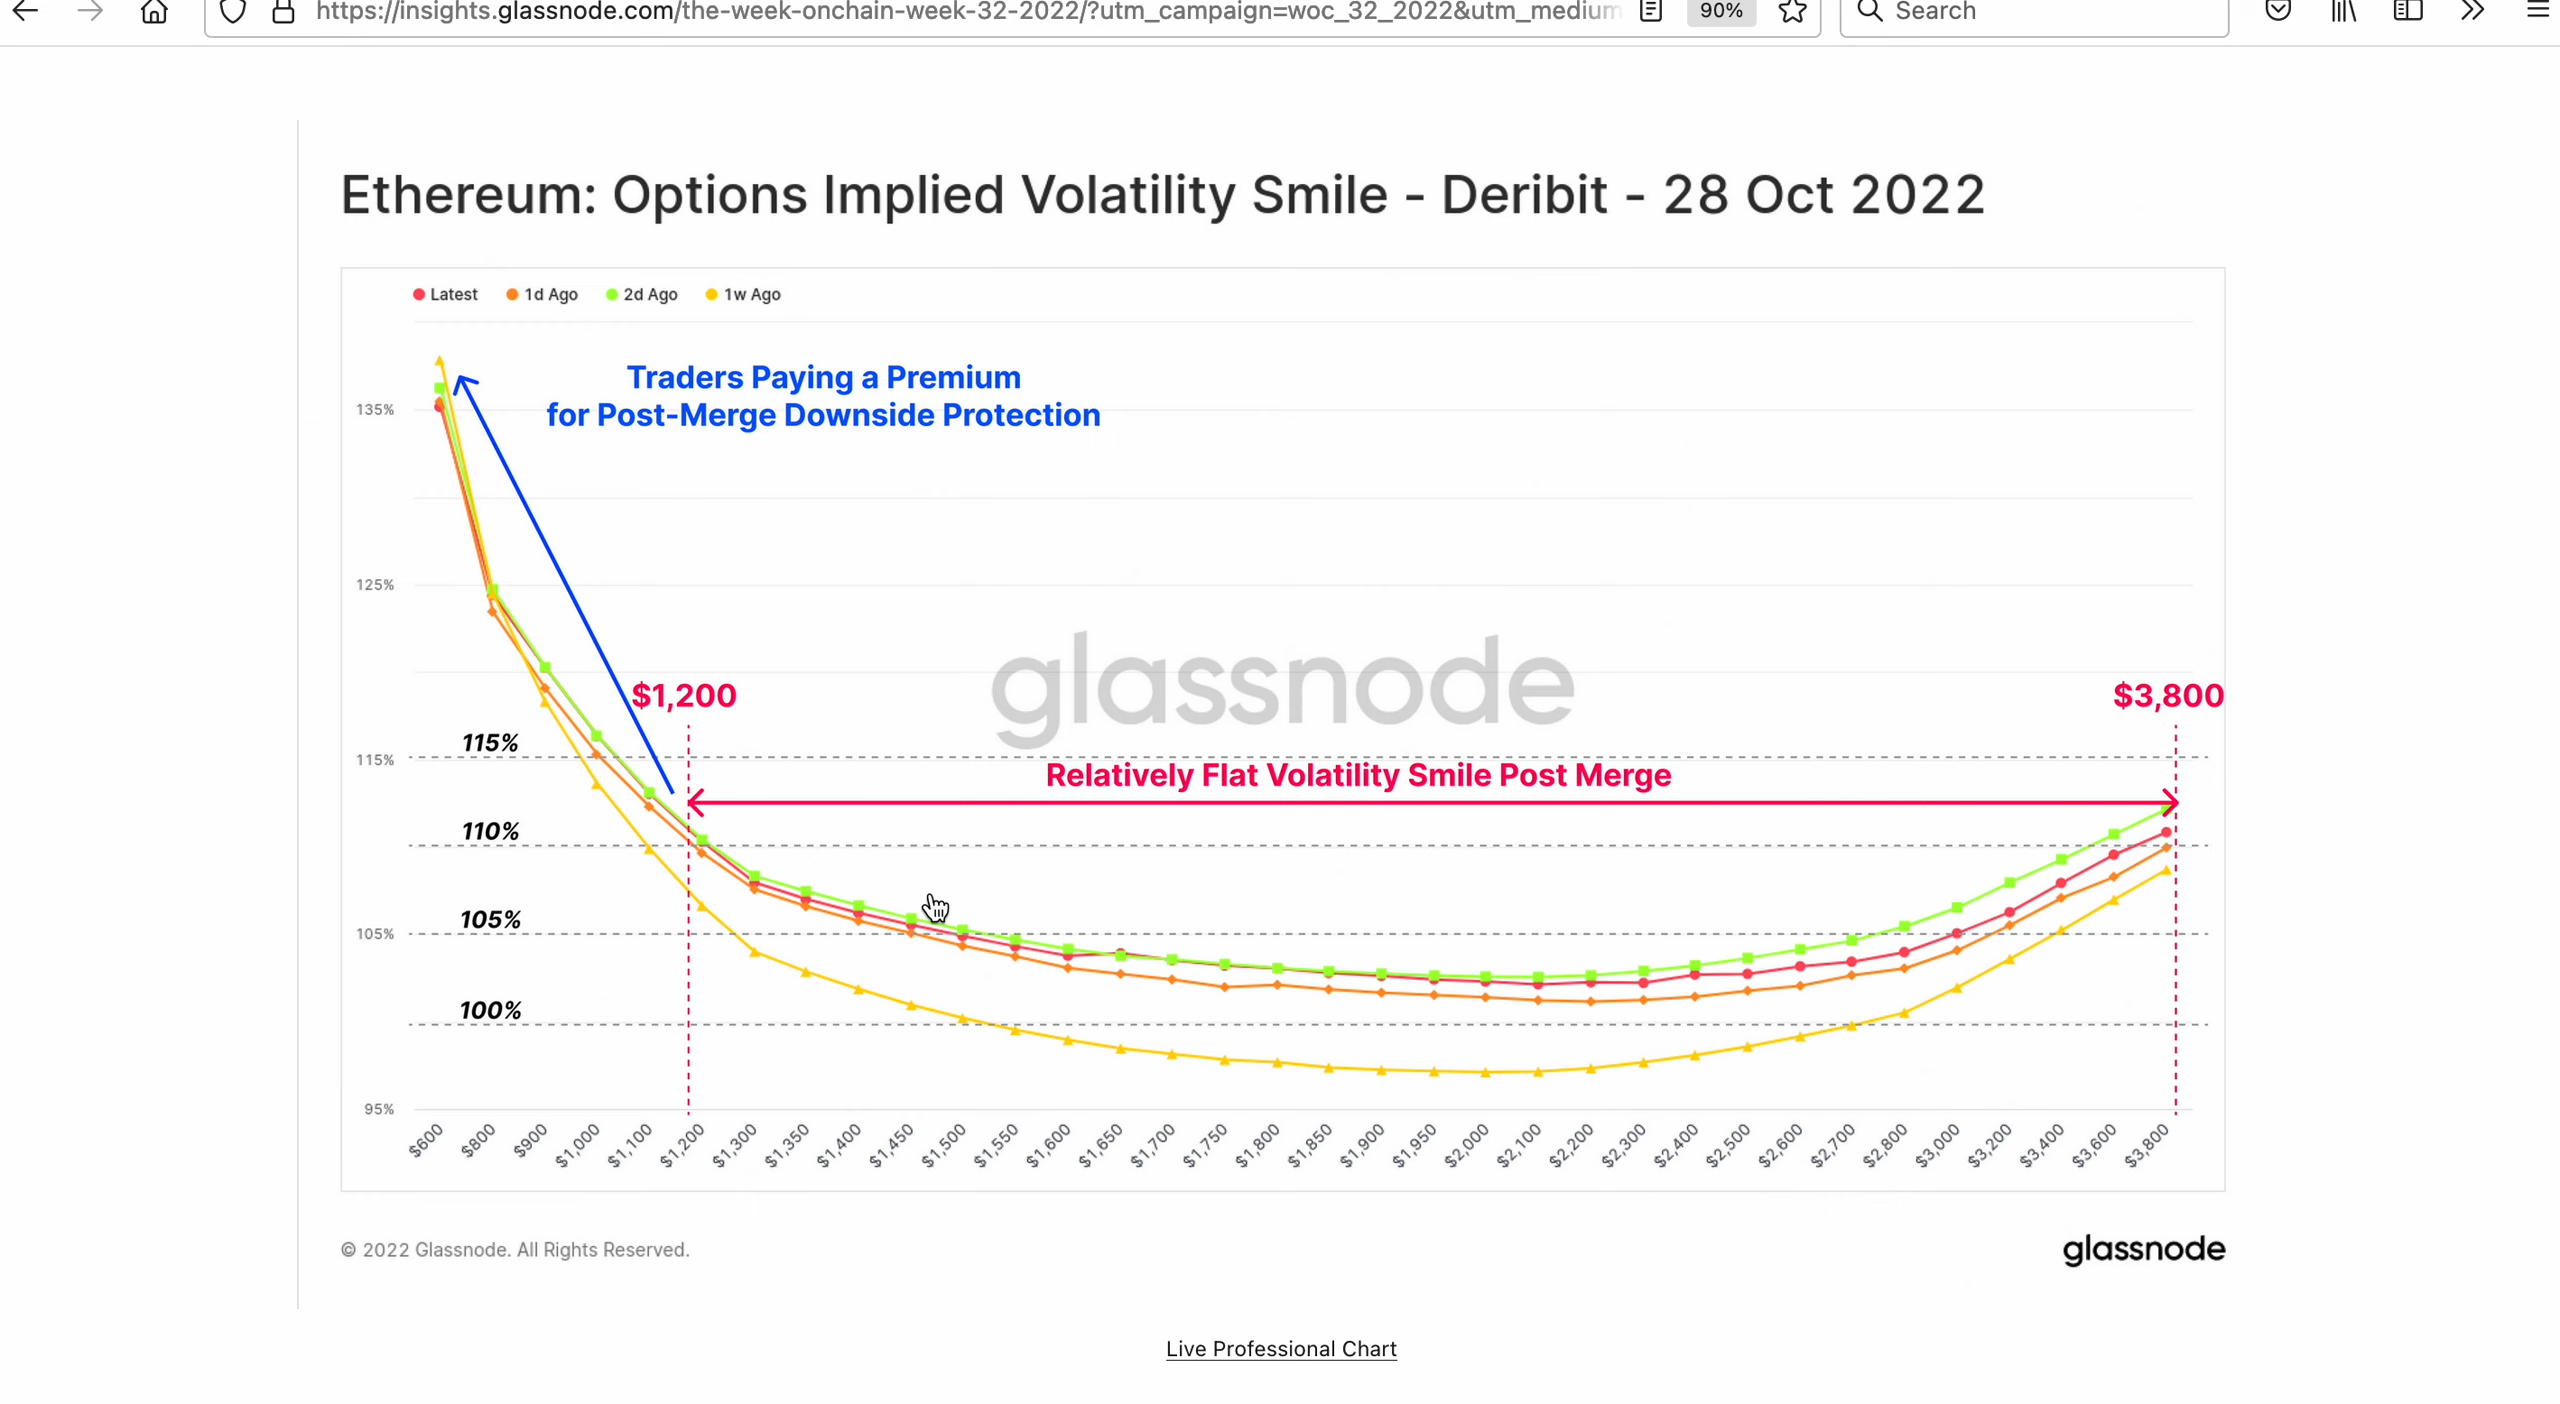 https://insights.glassnode.com/the-week-onchain-week-32-2022/?utm_campaign=woc_32_2022&utm_medium
90%
Search
Ethereum: Options Implied Volatility Smile - Deribit - 28 Oct 2022
Latest 1d Ago 2d Ago 1w Ago
Traders Paying a Premium
for Post-Merge Downside Protection
135%
125%
glassnode
$1,200
$3,800
115%
115%
Relatively Flat Volatility Smile Post Merge
110%
105%
105%
100%
95%
$600 $800 $900 $1,000 $1,100 $1,200 $1,300 $1,350 $1,400 $1,450 $1,500 $1,550 $1,600 $1,650 $1,700 $1,750 $1,800 $1,850 $1,900 $1,950 $2,000 $2,100 $2,200 $2,300 $2,400 $2,500 $2,600 $2,700 $2,800 $3,000 $3,200 $3,400 $3,600 $3,800
© 2022 Glassnode. All Rights Reserved.
glassnode
Live Professional Chart